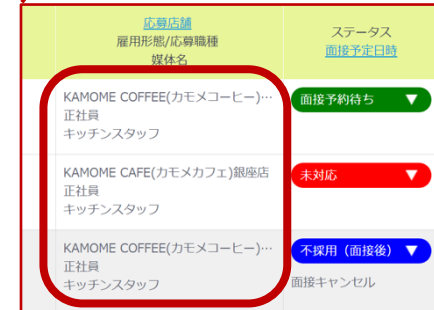 応募店舗
雇用形態/応募職種
媒体名
ステータス
面接予定日時
KAMOME COFFEE(カモメコーヒー)…
正社員
キッチンスタッフ
面接予約待ち ▼
KAMOME CAFE(カモメカフェ)銀座店
正社員
キッチンスタッフ
未対応 ▼
KAMOME COFFEE(カモメコーヒー)…
正社員
キッチンスタッフ
不採用（面接後） ▼
面接キャンセル